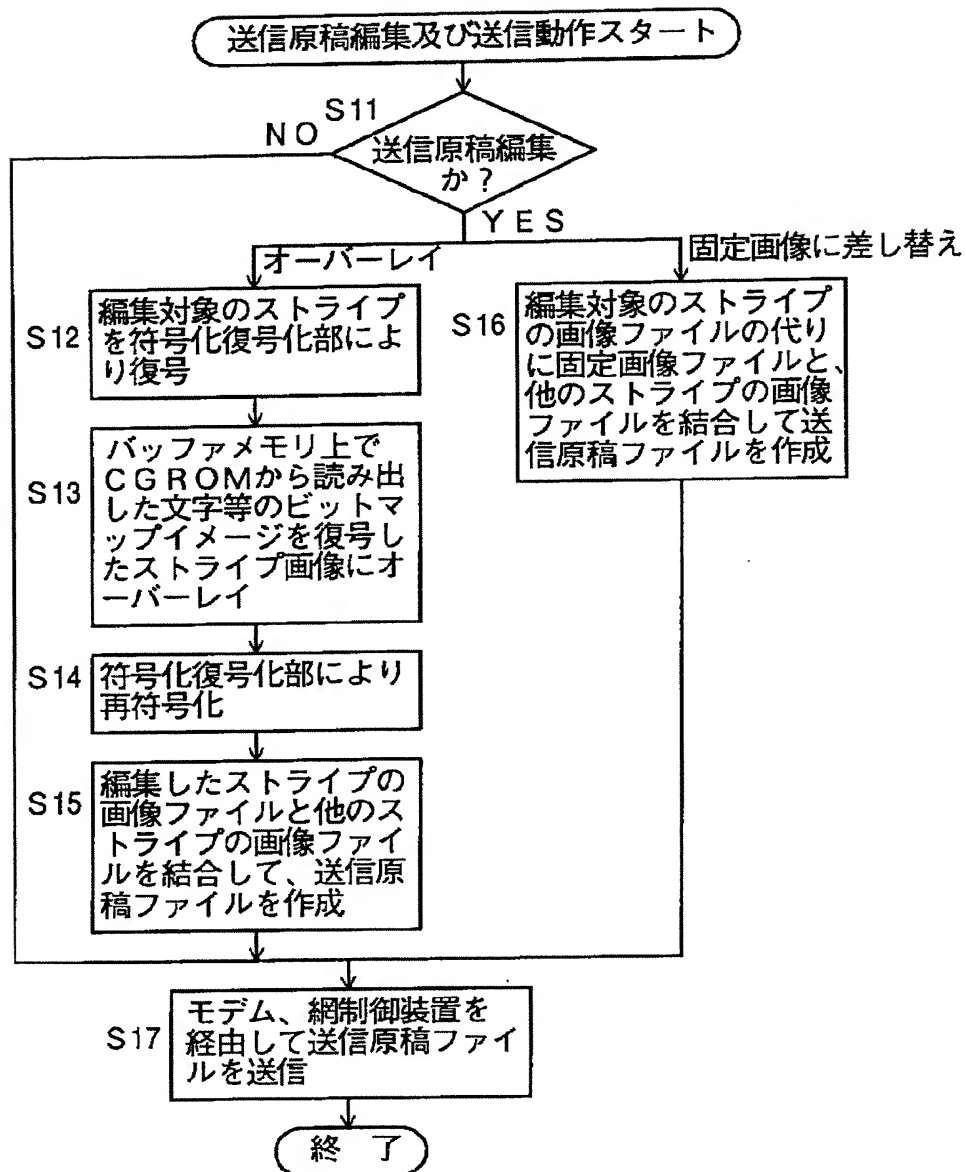 送信原稿編集及び送信動作スタート
S11
NO
送信原稿編集
か？
YES
オーバーレイ
固定画像に差し替え
S12
編集対象のストライプ
を符号化復号化部によ
り復号
S16
編集対象のストライプ
の画像ファイルの代り
に固定画像ファイルと、
他のストライプの画像
ファイルを結合して送
信原稿ファイルを作成
S13
バッファメモリ上で
CGROMから読み出
した文字等のビットマ
ップイメージを復号し
たストライプ画像にオ
ーバーレイ
S14
符号化復号化部により
再符号化
S15
編集したストライプの
画像ファイルと他のス
トライプの画像ファイ
ルを結合して、送信原
稿ファイルを作成
S17
モデム、網制御装置を
経由して送信原稿ファイ
ルを送信
終 了